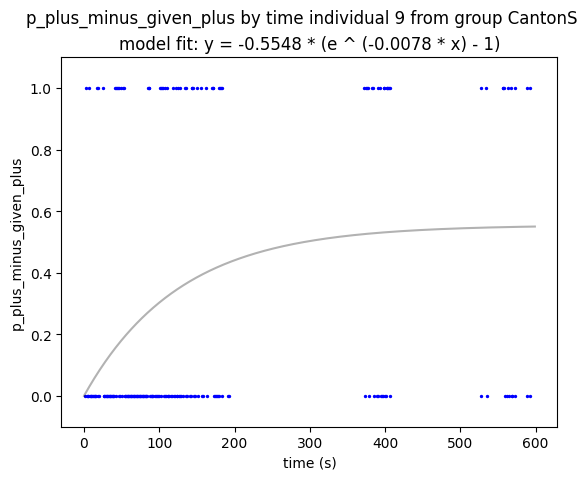 p_plus_minus_given_plus by time individual 9 from group CantonS
model fit: y = -0.5548 * (e ^ (-0.0078 * x) - 1)
1.0
0.8
0.6
0.4
0.2
0.0
p_plus_minus_given_plus
0 100 200 300 400 500 600
time (s)